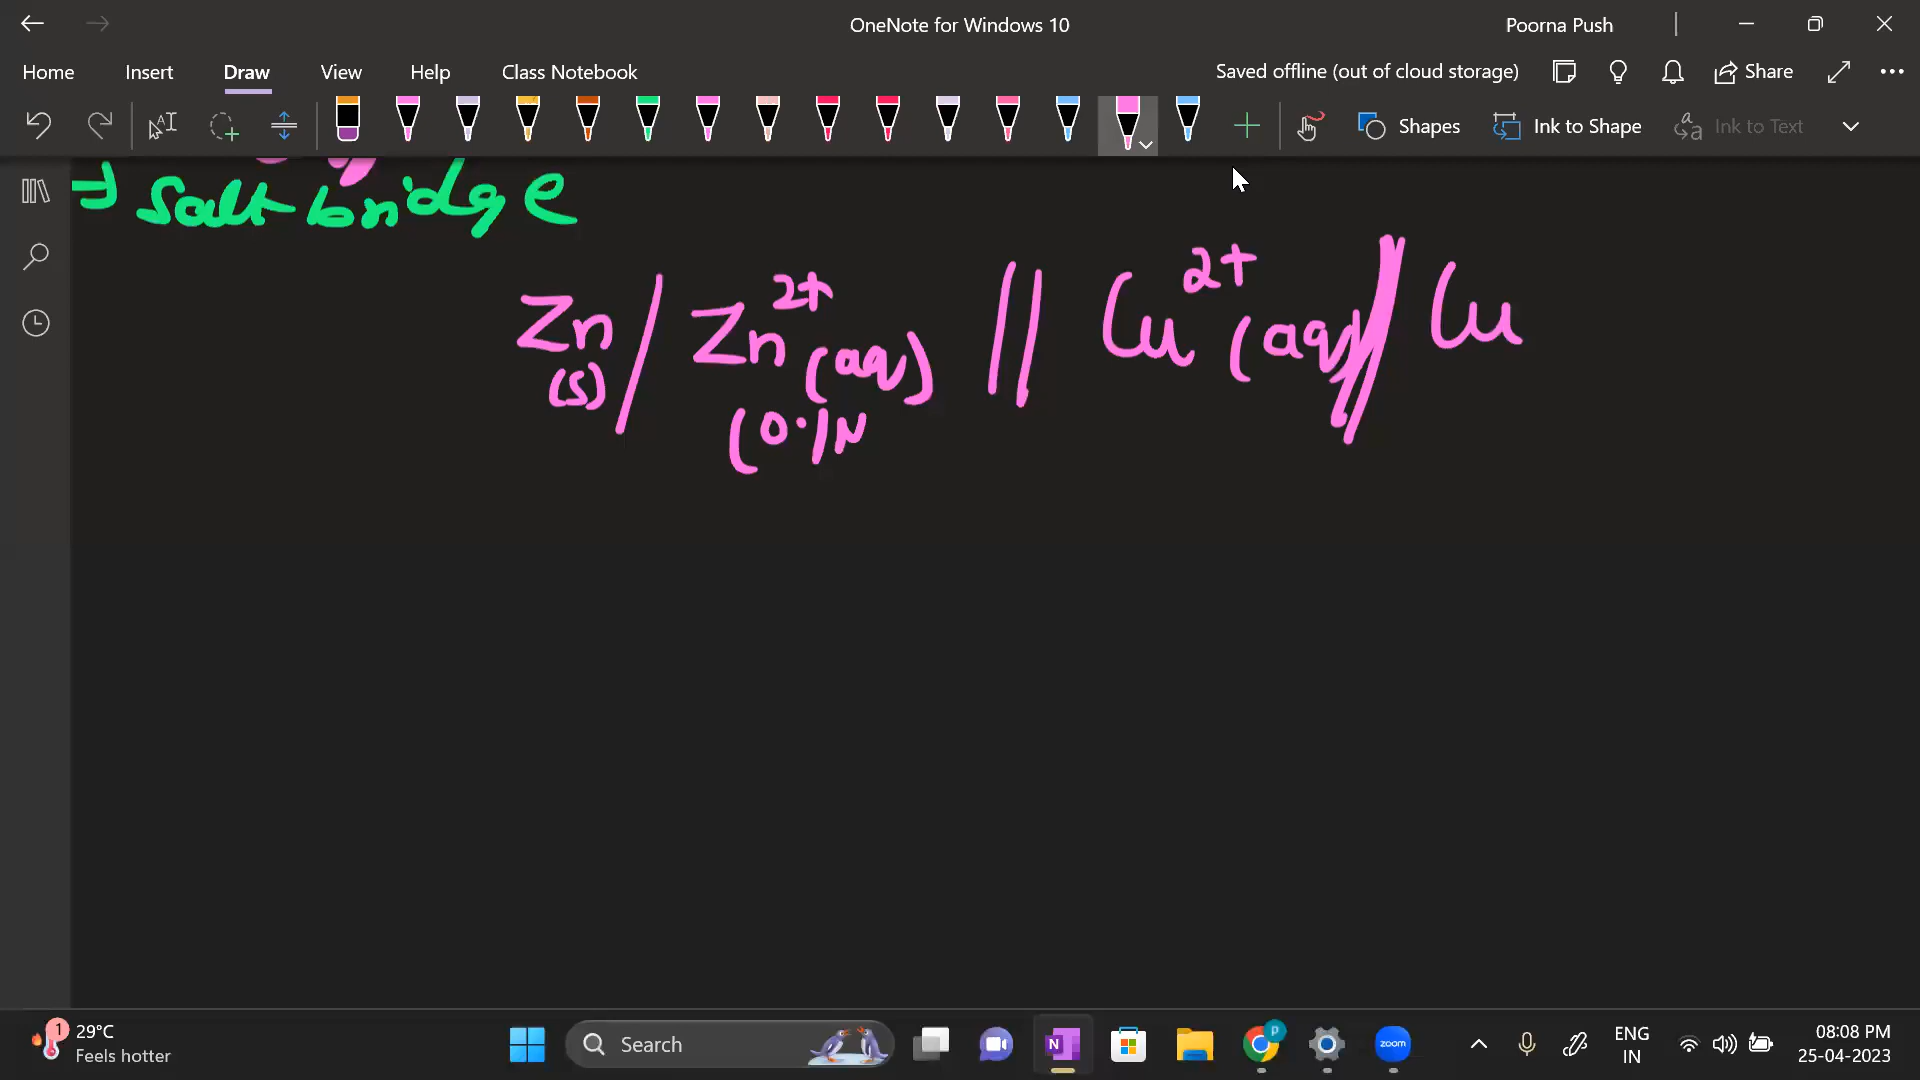 OneNote for Windows 10
Poorna Push
Home Insert Draw View Help Class Notebook
Saved offline (out of cloud storage)
Share
Shapes
Ink to Shape
Ink to Text
Salt bridge
Zn(s) / Zn²⁺(aq) || Cu²⁺(aq) // Cu
(0.1N
1
29°C
Feels hotter
Search
N
P
zoom
ENG
IN
08:08 PM
25-04-2023